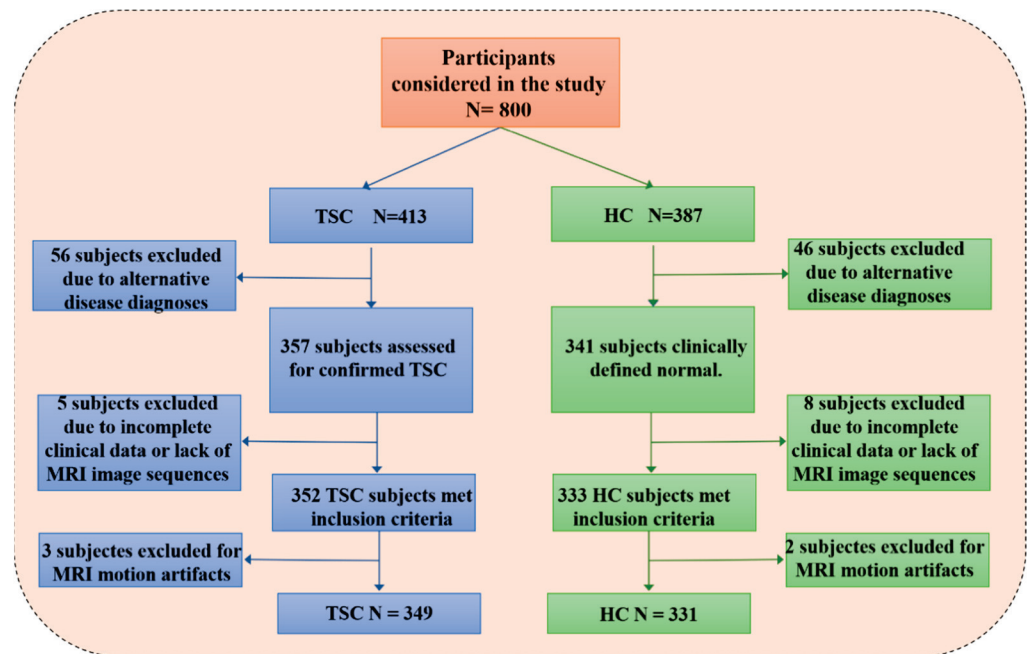 Participants
considered in the study
N= 800
TSC N=413
HC N=387
56 subjects excluded
due to alternative
disease diagnoses
46 subjects excluded
due to alternative
disease diagnoses
357 subjects assessed
for confirmed TSC
341 subjects clinically
defined normal.
5 subjects excluded
due to incomplete
clinical data or lack of
MRI image sequences
8 subjects excluded
due to incomplete
clinical data or lack of
MRI image sequences
352 TSC subjects met
inclusion criteria
333 HC subjects met
inclusion criteria
3 subjectes excluded for
MRI motion artifacts
2 subjectes excluded for
MRI motion artifacts
TSC N = 349
HC N = 331